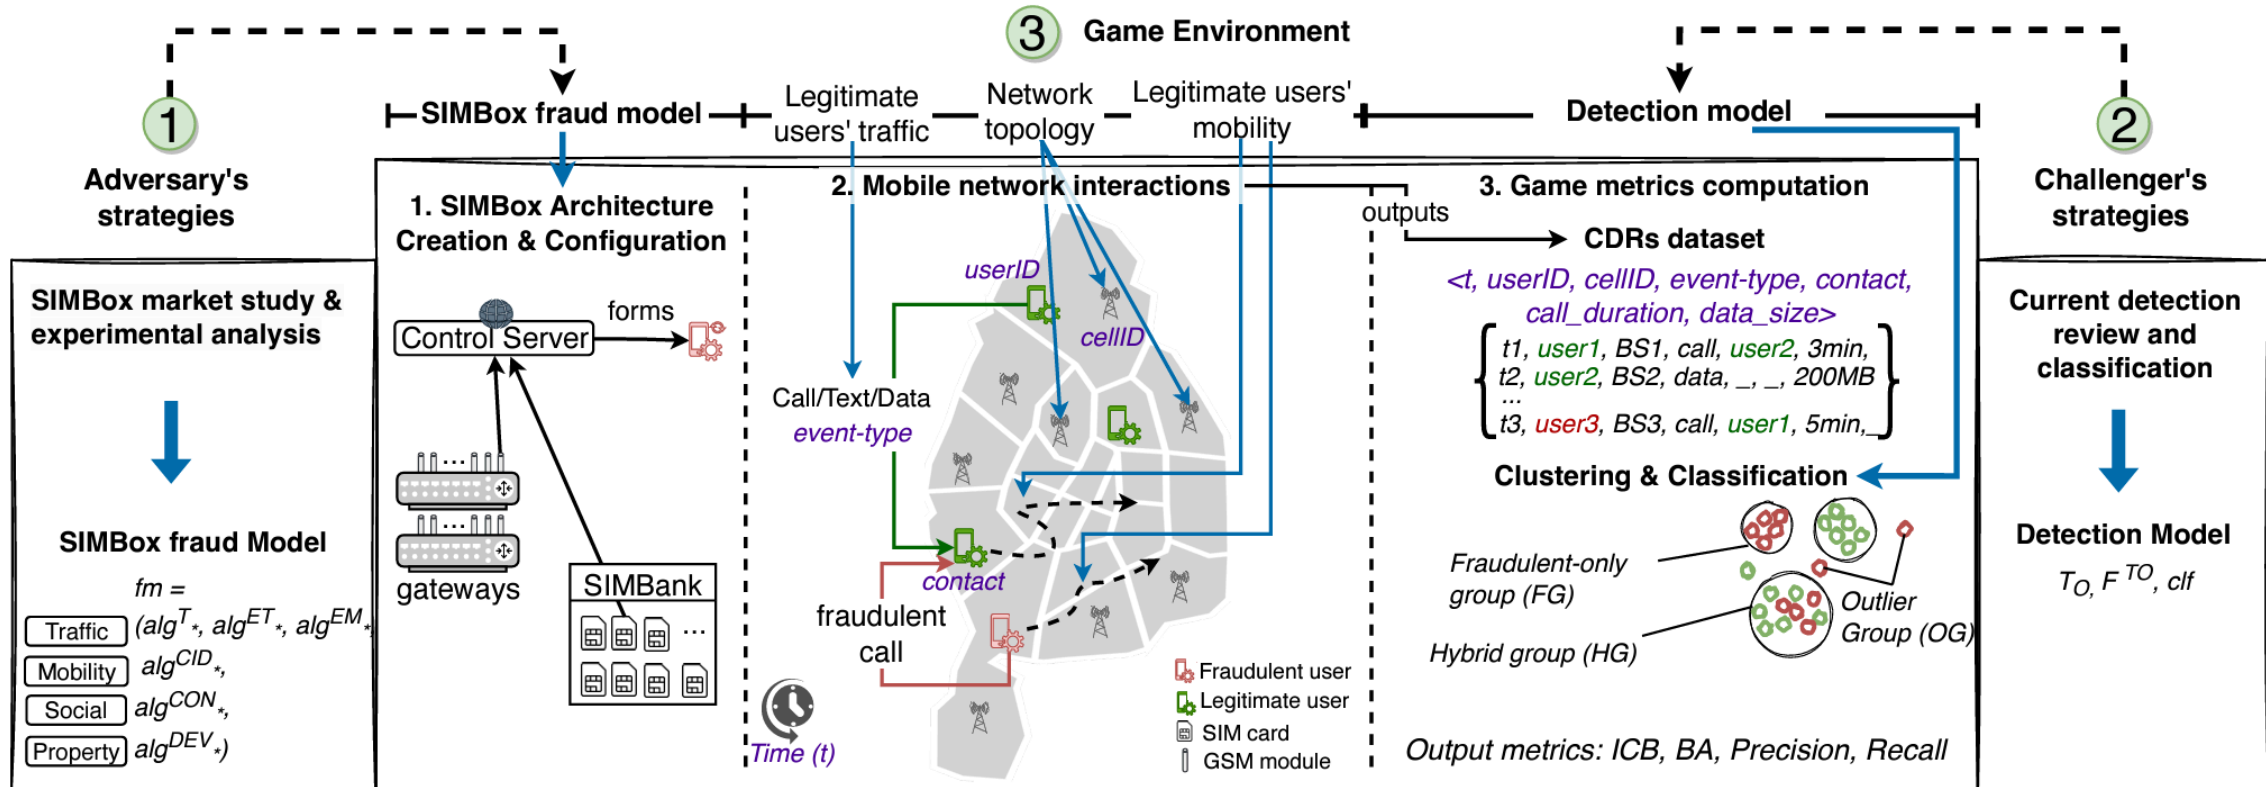 3
Game Environment
1
Adversary's
strategies
SIMBox fraud model
Legitimate
users' traffic
Network
topology
Legitimate users'
mobility
Detection model
2
Challenger's
strategies
SIMBox market study &
experimental analysis
SIMBox fraud Model
fm =
Traffic
(alg^T_*, alg^ET_*, alg^EM_*,
Mobility
alg^CID_*,
Social
alg^CON_*,
Property
alg^DEV_*)
1. SIMBox Architecture
Creation & Configuration
Control Server
forms
...
...
gateways
SIMBank
...
2. Mobile network interactions
userID
cellID
Call/Text/Data
event-type
contact
fraudulent
call
Time (t)
Fraudulent user
Legitimate user
SIM card
GSM module
outputs
3. Game metrics computation
CDRs dataset
<t, userID, cellID, event-type, contact,
call_duration, data_size>
t1, user1, BS1, call, user2, 3min,
t2, user2, BS2, data, _, _, 200MB
...
t3, user3, BS3, call, user1, 5min,_
Clustering & Classification
Fraudulent-only
group (FG)
Hybrid group (HG)
Outlier
Group (OG)
Output metrics: ICB, BA, Precision, Recall
Current detection
review and
classification
Detection Model
T_O, F^TO, clf